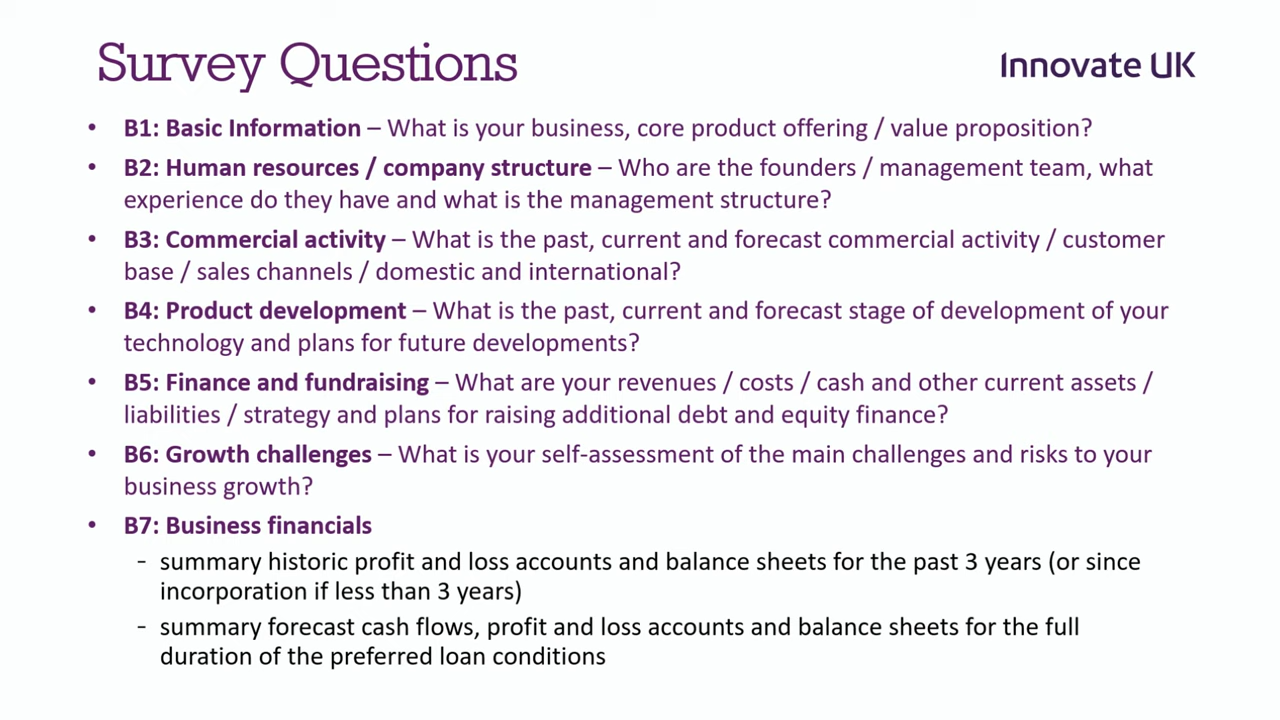 Survey Questions
Innovate UK
• B1: Basic Information – What is your business, core product offering / value proposition?
• B2: Human resources / company structure – Who are the founders / management team, what
experience do they have and what is the management structure?
• B3: Commercial activity – What is the past, current and forecast commercial activity / customer
base / sales channels / domestic and international?
• B4: Product development – What is the past, current and forecast stage of development of your
technology and plans for future developments?
• B5: Finance and fundraising – What are your revenues / costs / cash and other current assets /
liabilities / strategy and plans for raising additional debt and equity finance?
• B6: Growth challenges – What is your self-assessment of the main challenges and risks to your
business growth?
• B7: Business financials
- summary historic profit and loss accounts and balance sheets for the past 3 years (or since
incorporation if less than 3 years)
- summary forecast cash flows, profit and loss accounts and balance sheets for the full
duration of the preferred loan conditions